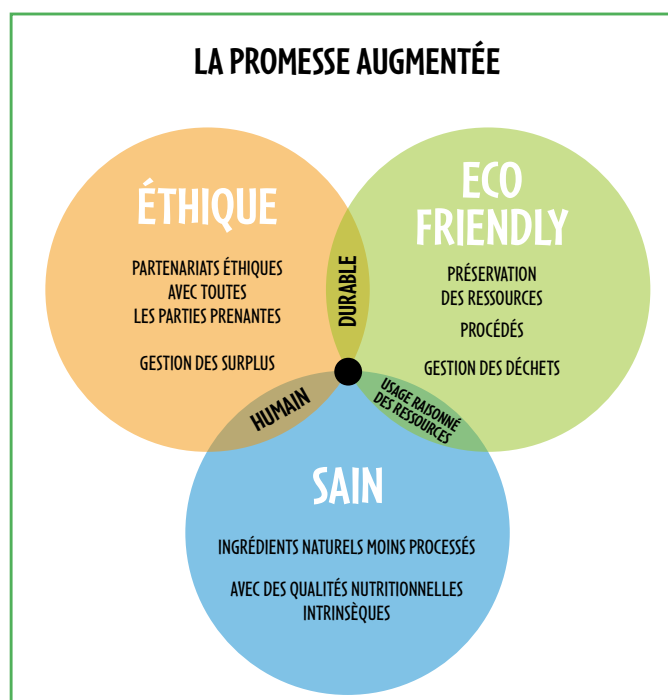 LA PROMESSE AUGMENTÉE
ÉTHIQUE
PARTENARIATS ÉTHIQUES
AVEC TOUTES
LES PARTIES PRENANTES
GESTION DES SURPLUS
ECO
FRIENDLY
PRÉSERVATION
DES RESSOURCES
PROCÉDÉS
GESTION DES DÉCHETS
DURABLE
HUMAIN
USAGE RAISONNÉ
DES RESSOURCES
SAIN
INGRÉDIENTS NATURELS MOINS PROCESSÉS
AVEC DES QUALITÉS NUTRITIONNELLES
INTRINSÈQUES